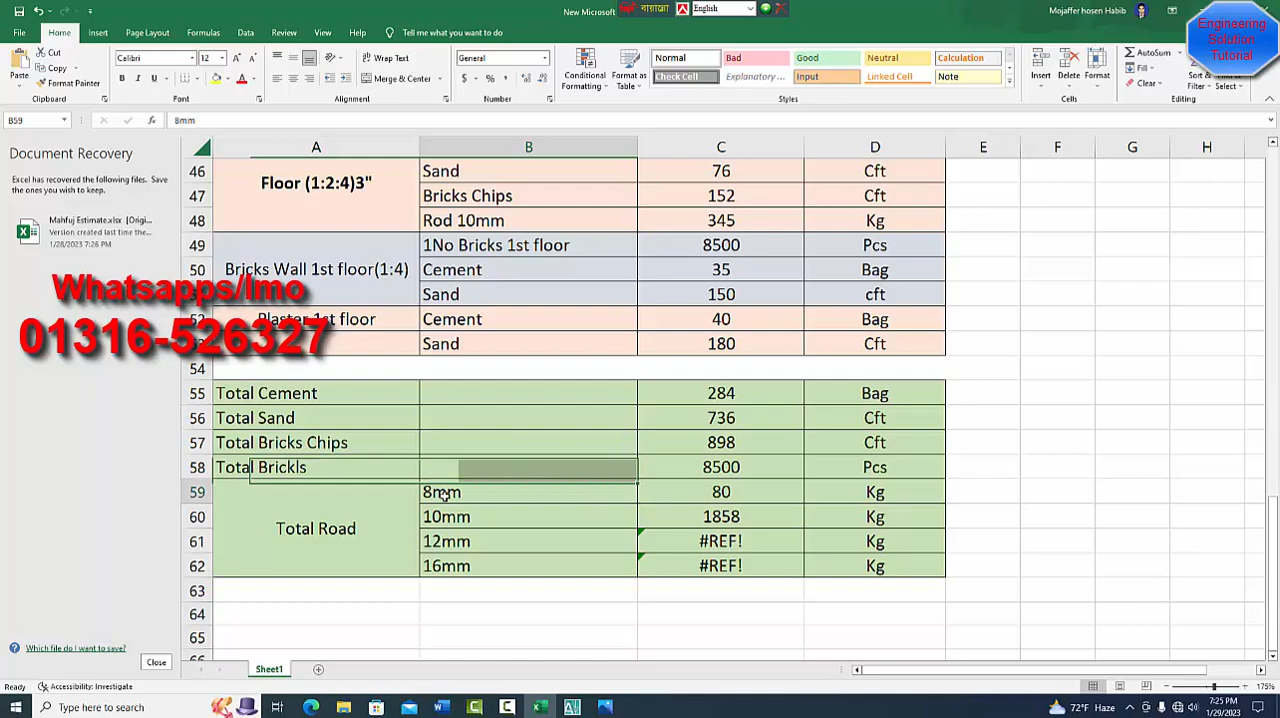 New Microsoft
বায়ান্নো
English
Mojaffer hosen Habib
Engineering
Solution
Tutorial
File Home Insert Page Layout Formulas Data Review View Help Tell me what you want to do
Paste
Cut
Copy
Format Painter
Clipboard
Calibri 12
B I U
Font
Wrap Text
Merge & Center
Alignment
General
Number
Conditional
Formatting
Format as
Table
Normal Bad Good Neutral Calculation
Check Cell Explanatory ... Input Linked Cell Note
Styles
Insert Delete Format
Cells
AutoSum
Fill
Clear
Sort &
Filter
Select
Editing
B59 fx 8mm
Document Recovery
Excel has recovered the following files. Save
the ones you wish to keep.
Mahfuj Estimate.xlsx [Origi...
Version created last time the...
1/28/2023 7:26 PM
Whatsapps/Imo
01316-526327
Which file do I want to save?
Close
A B C D E F G H
46 Sand 76 Cft
Floor (1:2:4)3"
47 Bricks Chips 152 Cft
48 Rod 10mm 345 Kg
49 1No Bricks 1st floor 8500 Pcs
50 Bricks Wall 1st floor(1:4) Cement 35 Bag
Sand 150 cft
Plaster 1st floor Cement 40 Bag
Sand 180 Cft
54
55 Total Cement 284 Bag
56 Total Sand 736 Cft
57 Total Bricks Chips 898 Cft
58 Total Brickls 8500 Pcs
59 8mm 80 Kg
60 10mm 1858 Kg
Total Road
61 12mm #REF! Kg
62 16mm #REF! Kg
63
64
65
66
Sheet1
Ready Accessibility: Investigate
175%
Type here to search
72°F Haze
7:25 PM
1/29/2023